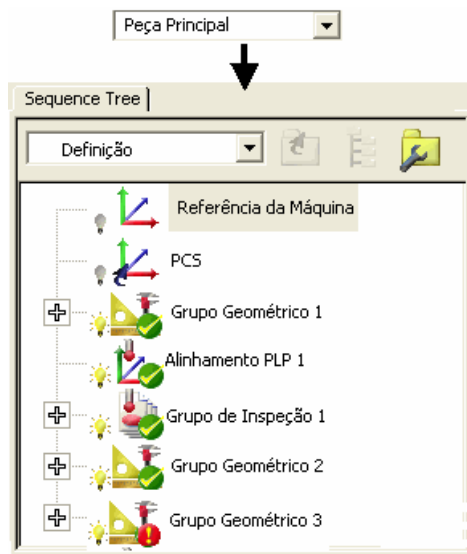 Peça Principal
Sequence Tree
Definição
Referência da Máquina
PCS
Grupo Geométrico 1
Alinhamento PLP 1
Grupo de Inspeção 1
Grupo Geométrico 2
Grupo Geométrico 3